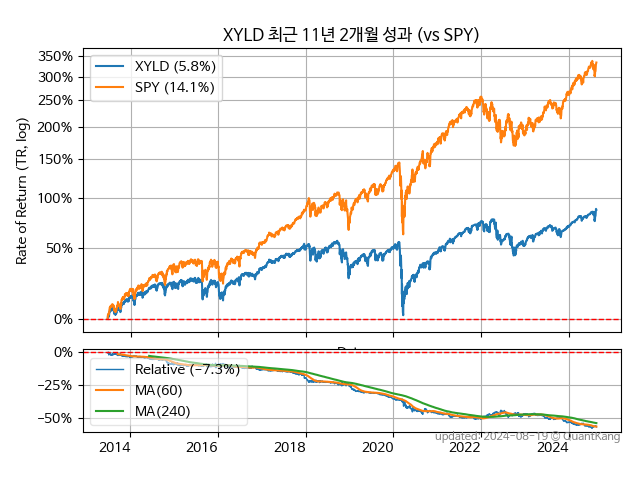 XYLD 최근 11년 2개월 성과 (vs SPY)
Rate of Return (TR, log)
350%
300%
250%
200%
150%
100%
50%
0%
XYLD (5.8%)
SPY (14.1%)
0%
−25%
−50%
Relative (−7.3%)
MA(60)
MA(240)
2014
2016
2018
2020
2022
2024
updated: 2024-08-19 © QuantKang